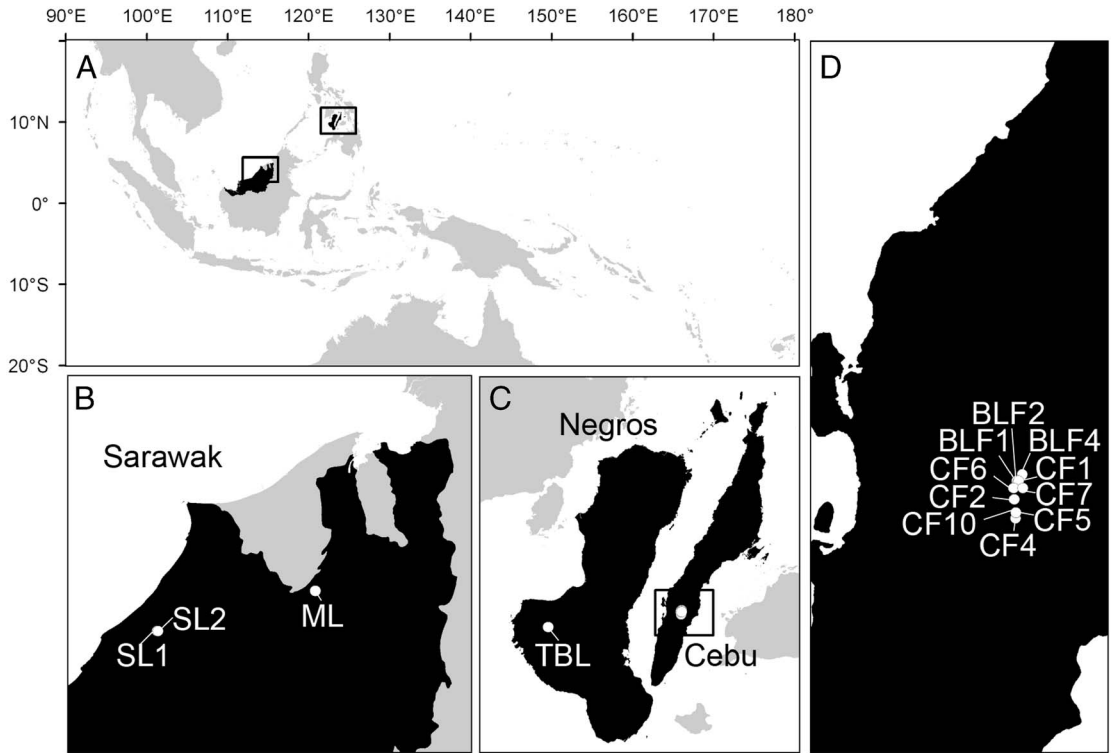 90°E 100°E 110°E 120°E 130°E 140°E 150°E 160°E 170°E 180°
A
10°N
0°
10°S
20°S
B
Sarawak
SL2
SL1
ML
C
Negros
TBL
Cebu
D
BLF2
BLF1 BLF4
CF6 CF1
CF2 CF7
CF10 CF5
CF4